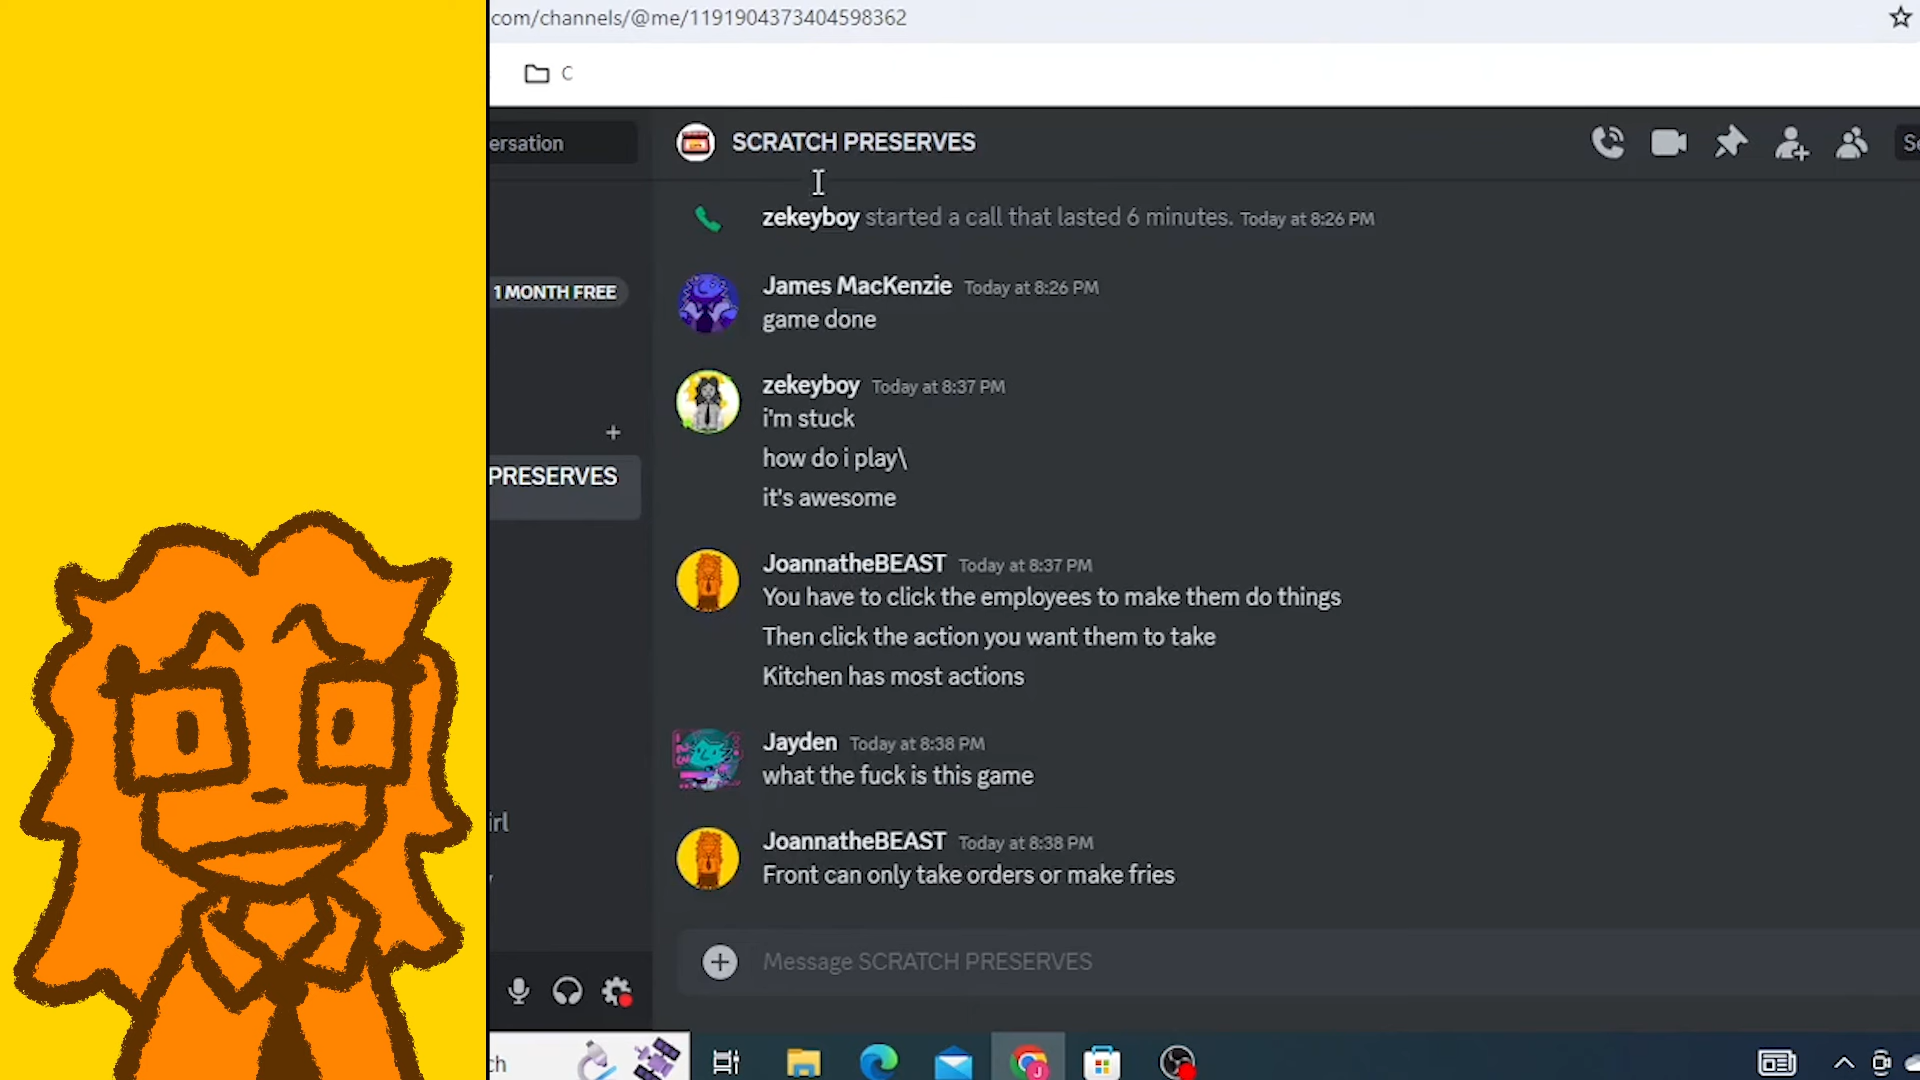 com/channels/@me/1191904373404598362
C
ersation
SCRATCH PRESERVES
zekeyboy started a call that lasted 6 minutes. Today at 8:26 PM
1 MONTH FREE
James MacKenzie Today at 8:26 PM
game done
zekeyboy Today at 8:37 PM
i'm stuck
how do i play\
it's awesome
PRESERVES
JoannatheBEAST Today at 8:37 PM
You have to click the employees to make them do things
Then click the action you want them to take
Kitchen has most actions
Jayden Today at 8:38 PM
what the fuck is this game
irl
JoannatheBEAST Today at 8:38 PM
Front can only take orders or make fries
Message SCRATCH PRESERVES
ch